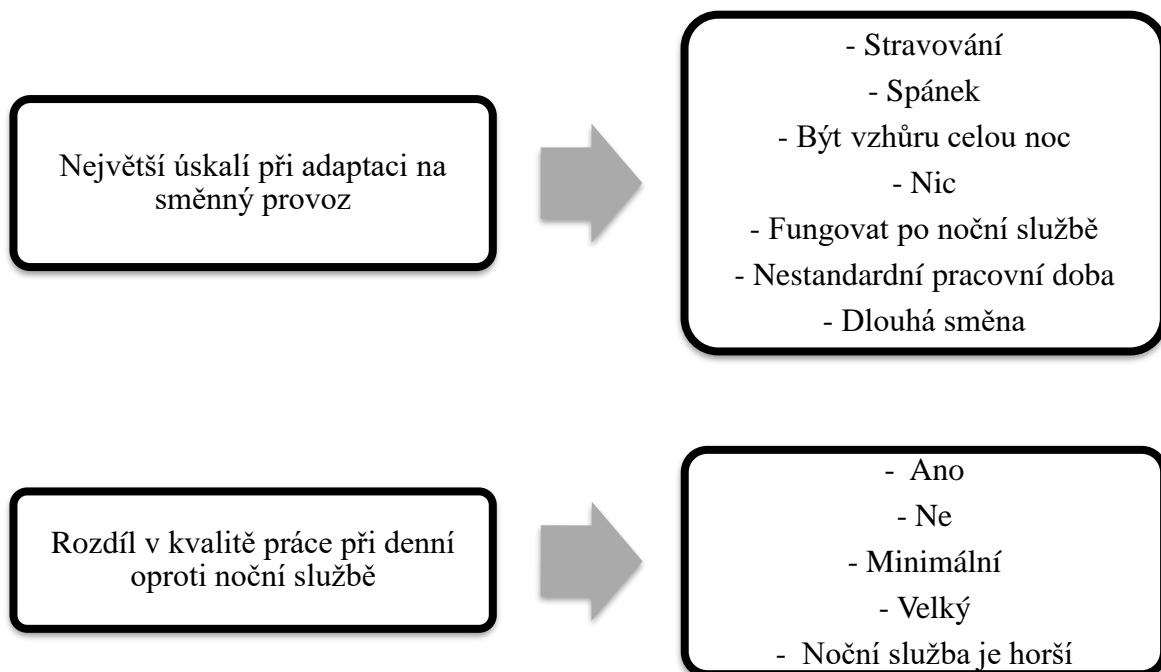 Největší úskalí při adaptaci na
směnný provoz
- Stravování
- Spánek
- Být vzhůru celou noc
- Nic
- Fungovat po noční službě
- Nestandardní pracovní doba
- Dlouhá směna
Rozdíl v kvalitě práce při denní
oproti noční službě
- Ano
- Ne
- Minimální
- Velký
- Noční služba je horší